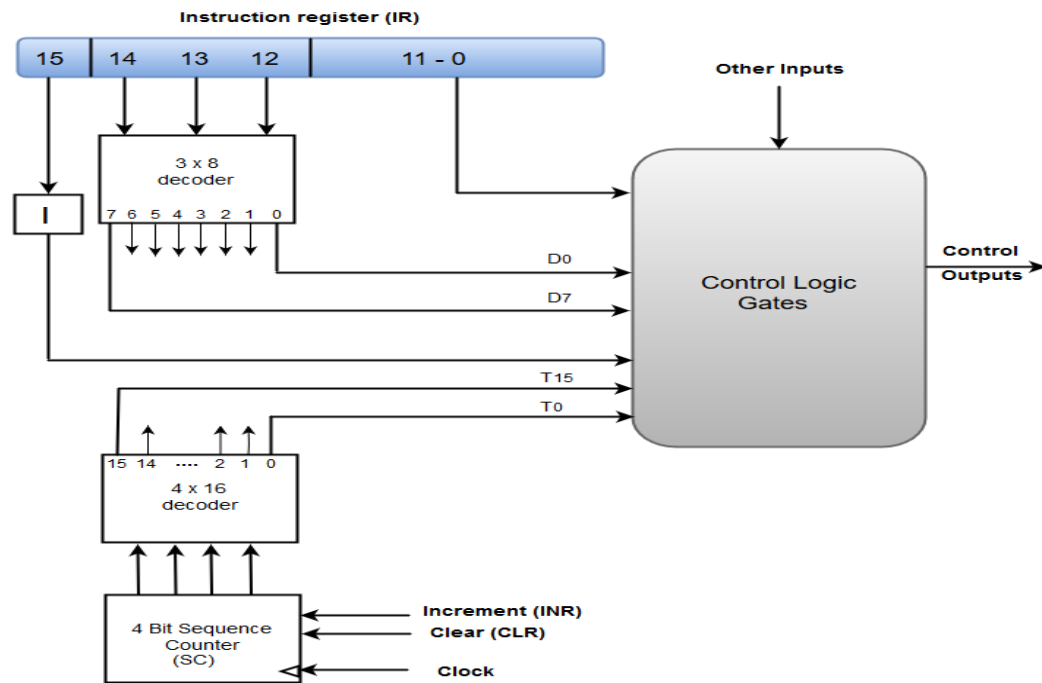 Instruction register (IR)
15 14 13 12 11 - 0
Other Inputs
3 x 8
decoder
7 6 5 4 3 2 1 0
I
D0
D7
Control Logic
Gates
Control
Outputs
T15
T0
15 14 .... 2 1 0
4 x 16
decoder
4 Bit Sequence
Counter
(SC)
Increment (INR)
Clear (CLR)
Clock